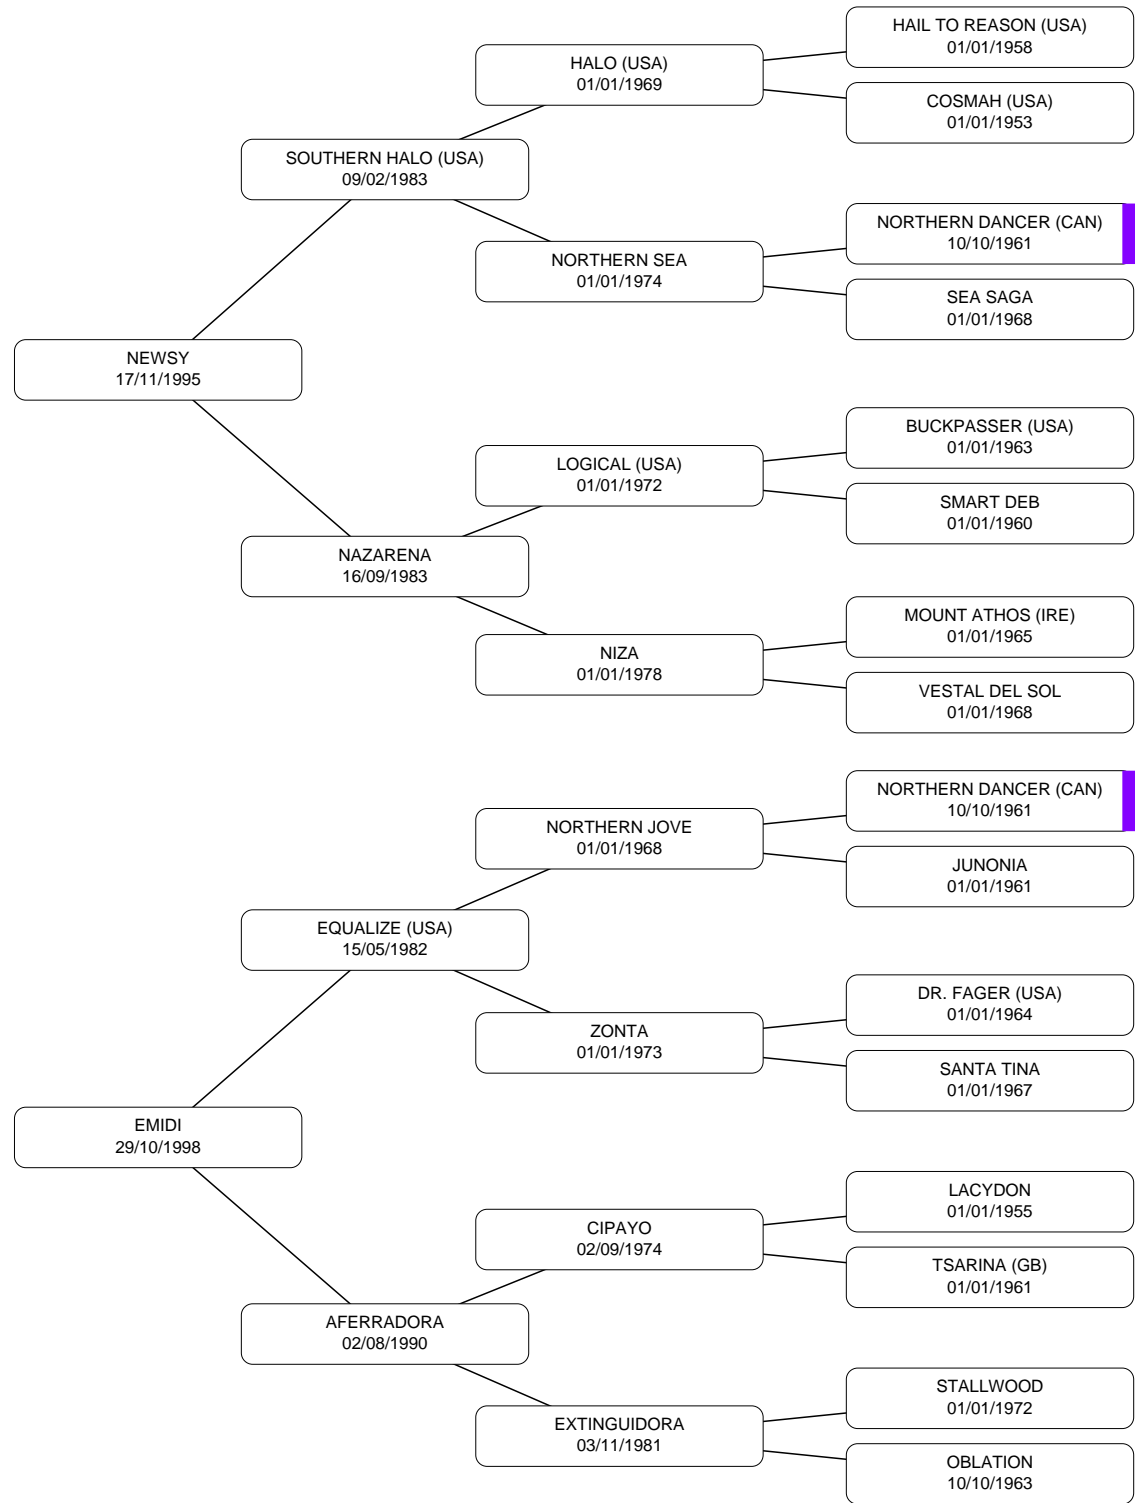 HAIL TO REASON (USA)
01/01/1958
HALO (USA)
01/01/1969
COSMAH (USA)
01/01/1953
SOUTHERN HALO (USA)
09/02/1983
NORTHERN DANCER (CAN)
10/10/1961
NORTHERN SEA
01/01/1974
SEA SAGA
01/01/1968
NEWSY
17/11/1995
BUCKPASSER (USA)
01/01/1963
LOGICAL (USA)
01/01/1972
SMART DEB
01/01/1960
NAZARENA
16/09/1983
MOUNT ATHOS (IRE)
01/01/1965
NIZA
01/01/1978
VESTAL DEL SOL
01/01/1968
NORTHERN DANCER (CAN)
10/10/1961
NORTHERN JOVE
01/01/1968
JUNONIA
01/01/1961
EQUALIZE (USA)
15/05/1982
DR. FAGER (USA)
01/01/1964
ZONTA
01/01/1973
SANTA TINA
01/01/1967
EMIDI
29/10/1998
LACYDON
01/01/1955
CIPAYO
02/09/1974
TSARINA (GB)
01/01/1961
AFERRADORA
02/08/1990
STALLWOOD
01/01/1972
EXTINGUIDORA
03/11/1981
OBLATION
10/10/1963